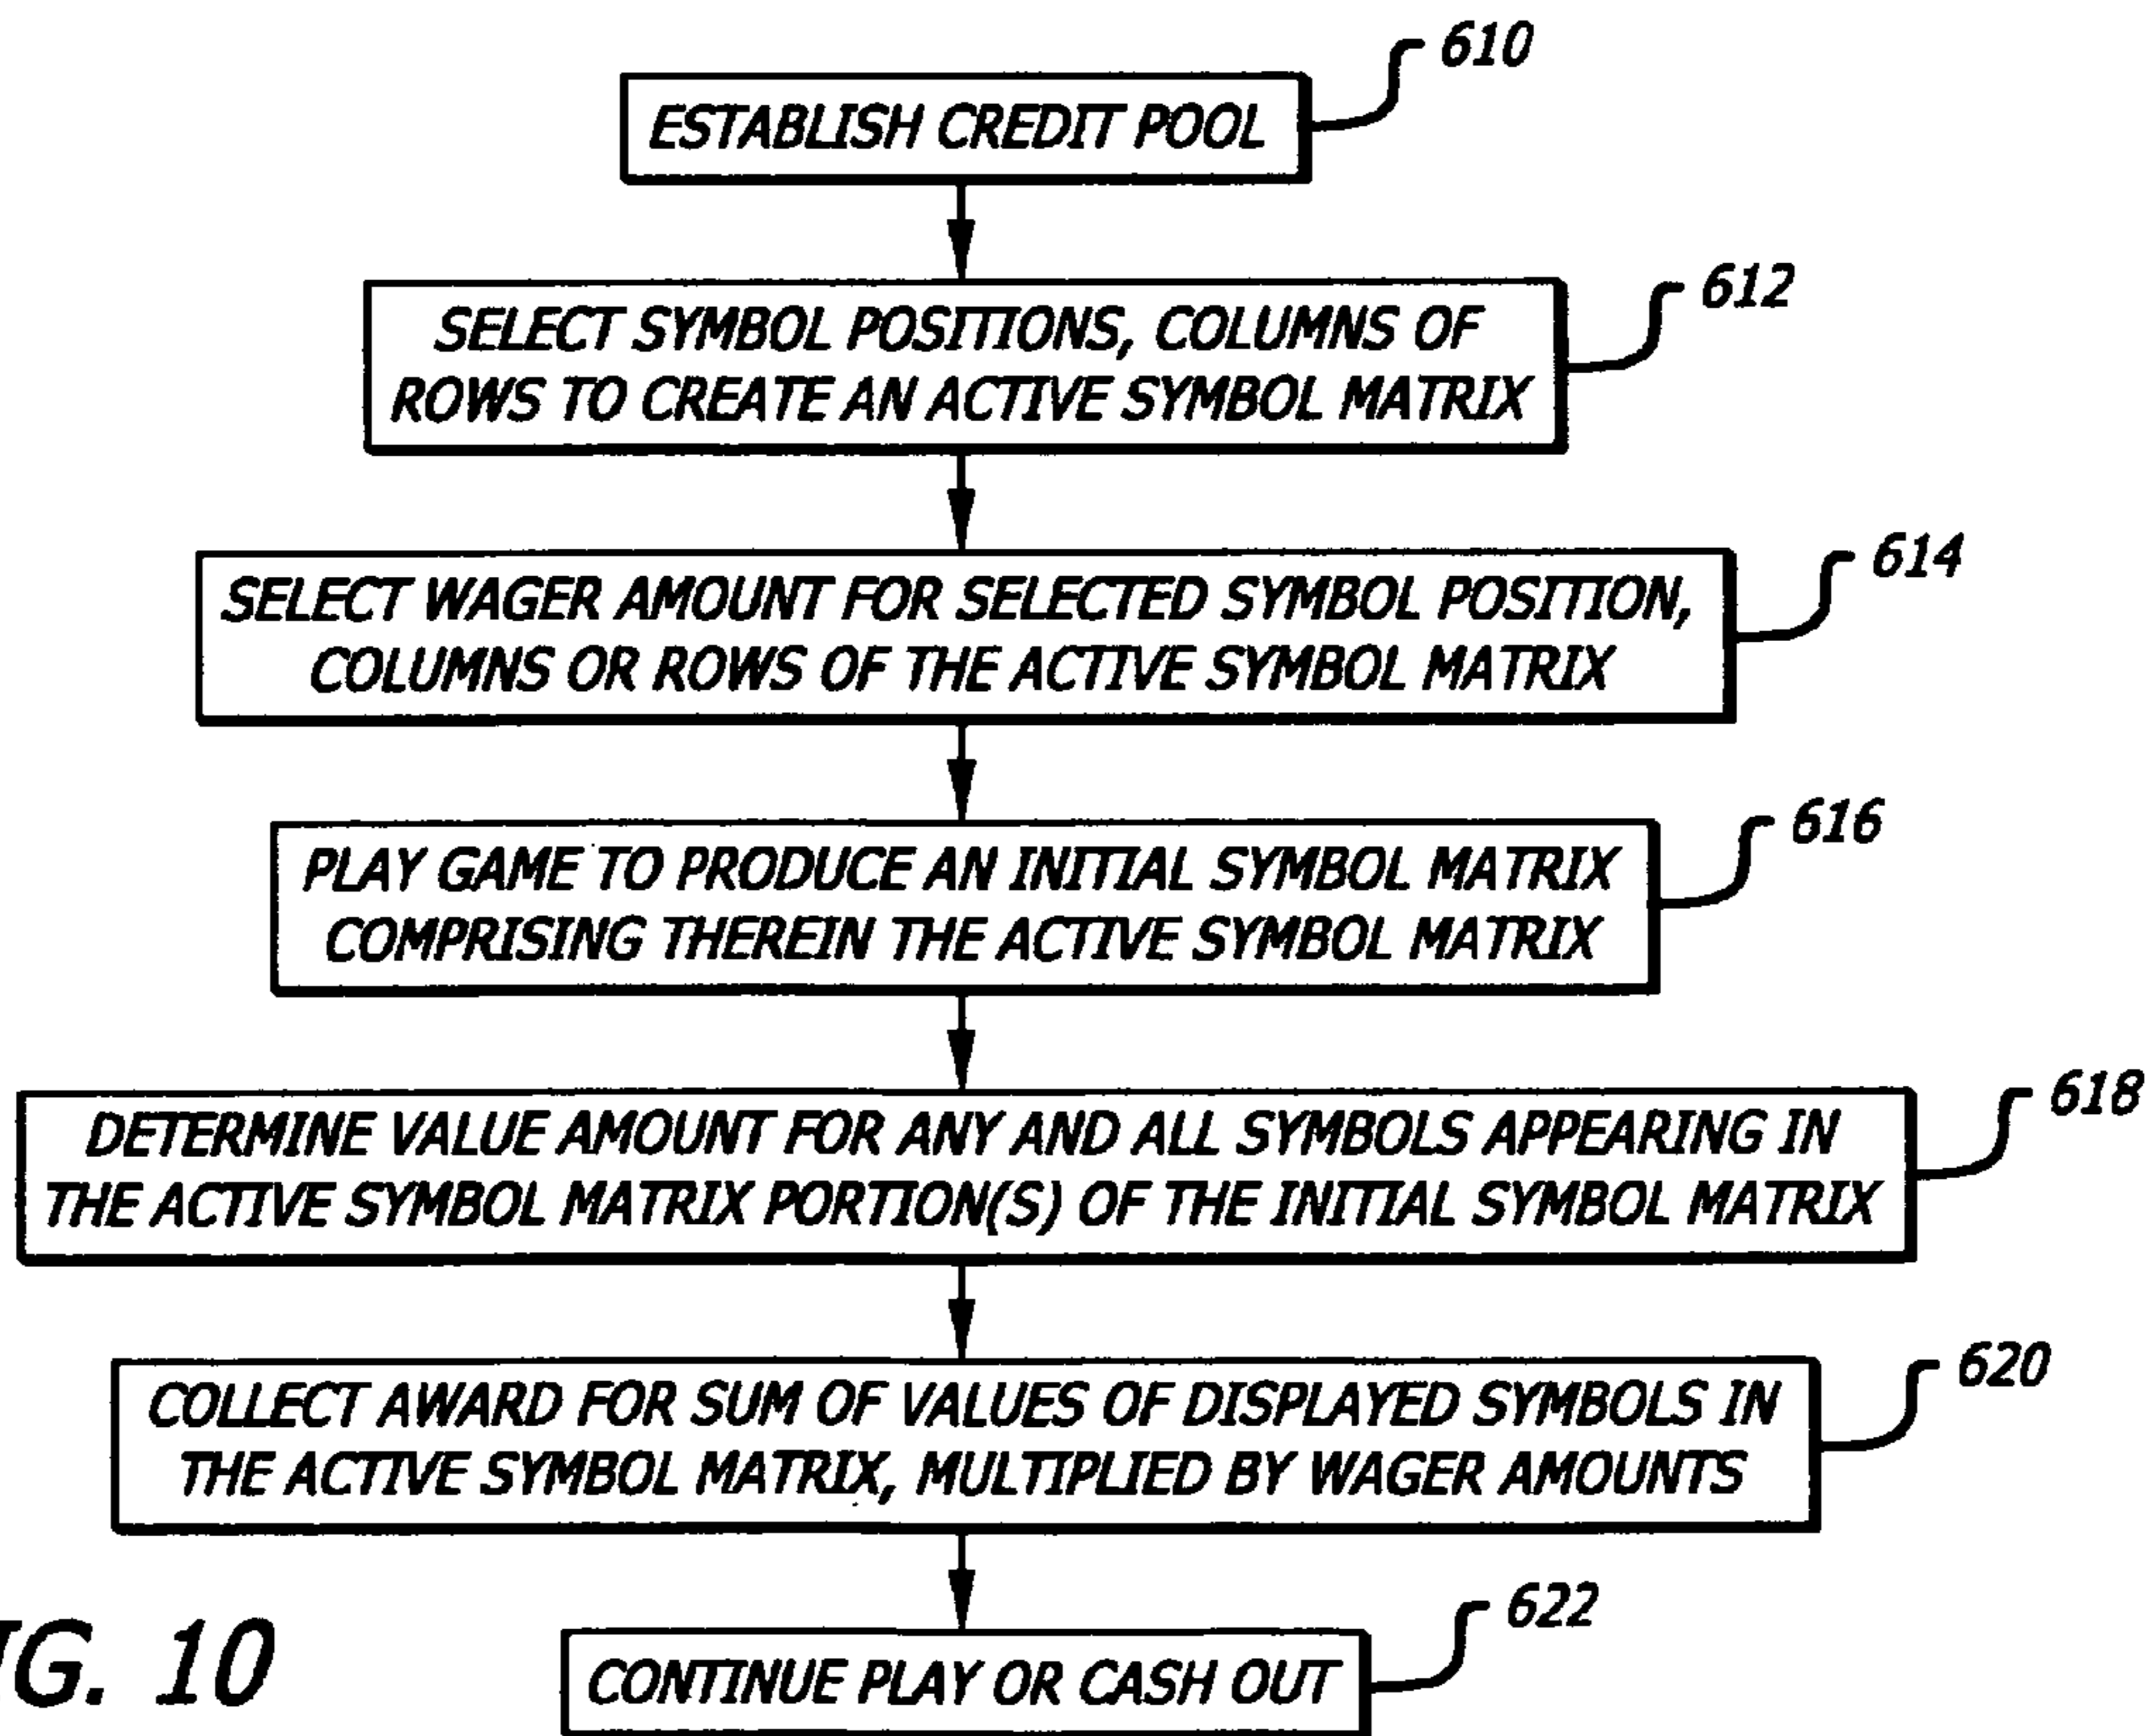 610
ESTABLISH CREDIT POOL
612
SELECT SYMBOL POSITIONS, COLUMNS OF
ROWS TO CREATE AN ACTIVE SYMBOL MATRIX
614
SELECT WAGER AMOUNT FOR SELECTED SYMBOL POSITION,
COLUMNS OR ROWS OF THE ACTIVE SYMBOL MATRIX
616
PLAY GAME TO PRODUCE AN INITIAL SYMBOL MATRIX
COMPRISING THEREIN THE ACTIVE SYMBOL MATRIX
618
DETERMINE VALUE AMOUNT FOR ANY AND ALL SYMBOLS APPEARING IN
THE ACTIVE SYMBOL MATRIX PORTION(S) OF THE INITIAL SYMBOL MATRIX
620
COLLECT AWARD FOR SUM OF VALUES OF DISPLAYED SYMBOLS IN
THE ACTIVE SYMBOL MATRIX, MULTIPLIED BY WAGER AMOUNTS
622
CONTINUE PLAY OR CASH OUT
IG. 10